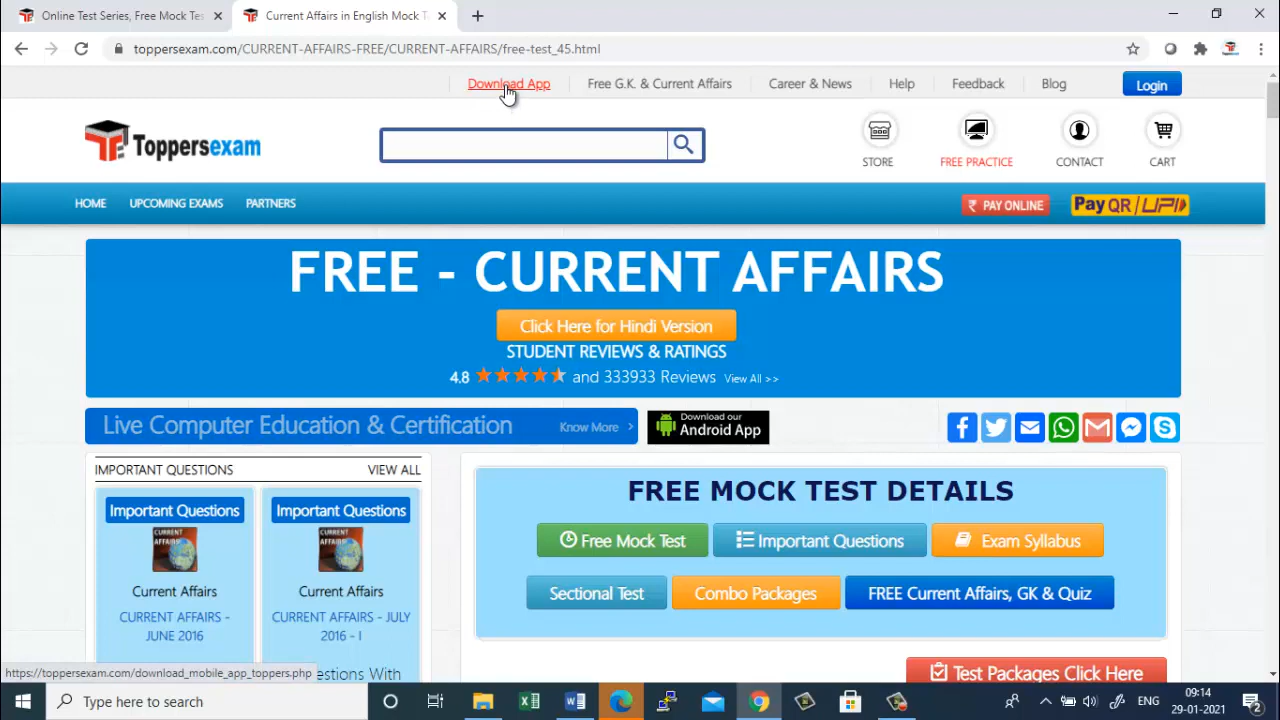 Online Test Series, Free Mock Tes
Current Affairs in English Mock T
toppersexam.com/CURRENT-AFFAIRS-FREE/CURRENT-AFFAIRS/free-test_45.html
Download App
Free G.K. & Current Affairs
Career & News
Help
Feedback
Blog
Login
Toppersexam
STORE
FREE PRACTICE
CONTACT
CART
HOME
UPCOMING EXAMS
PARTNERS
₹ PAY ONLINE
Pay QR/UPI
FREE - CURRENT AFFAIRS
Click Here for Hindi Version
STUDENT REVIEWS & RATINGS
4.8 and 333933 Reviews View All >>
Live Computer Education & Certification
Know More
Download our
Android App
IMPORTANT QUESTIONS
VIEW ALL
Important Questions
CURRENT
AFFAIRS
Current Affairs
CURRENT AFFAIRS -
JUNE 2016
Important Questions
CURRENT
AFFAIRS
Current Affairs
CURRENT AFFAIRS - JULY
2016 - I
estions With
FREE MOCK TEST DETAILS
Free Mock Test
Important Questions
Exam Syllabus
Sectional Test
Combo Packages
FREE Current Affairs, GK & Quiz
Test Packages Click Here
https://toppersexam.com/download_mobile_app_toppers.php
Type here to search
ENG
09:14
29-01-2021
2